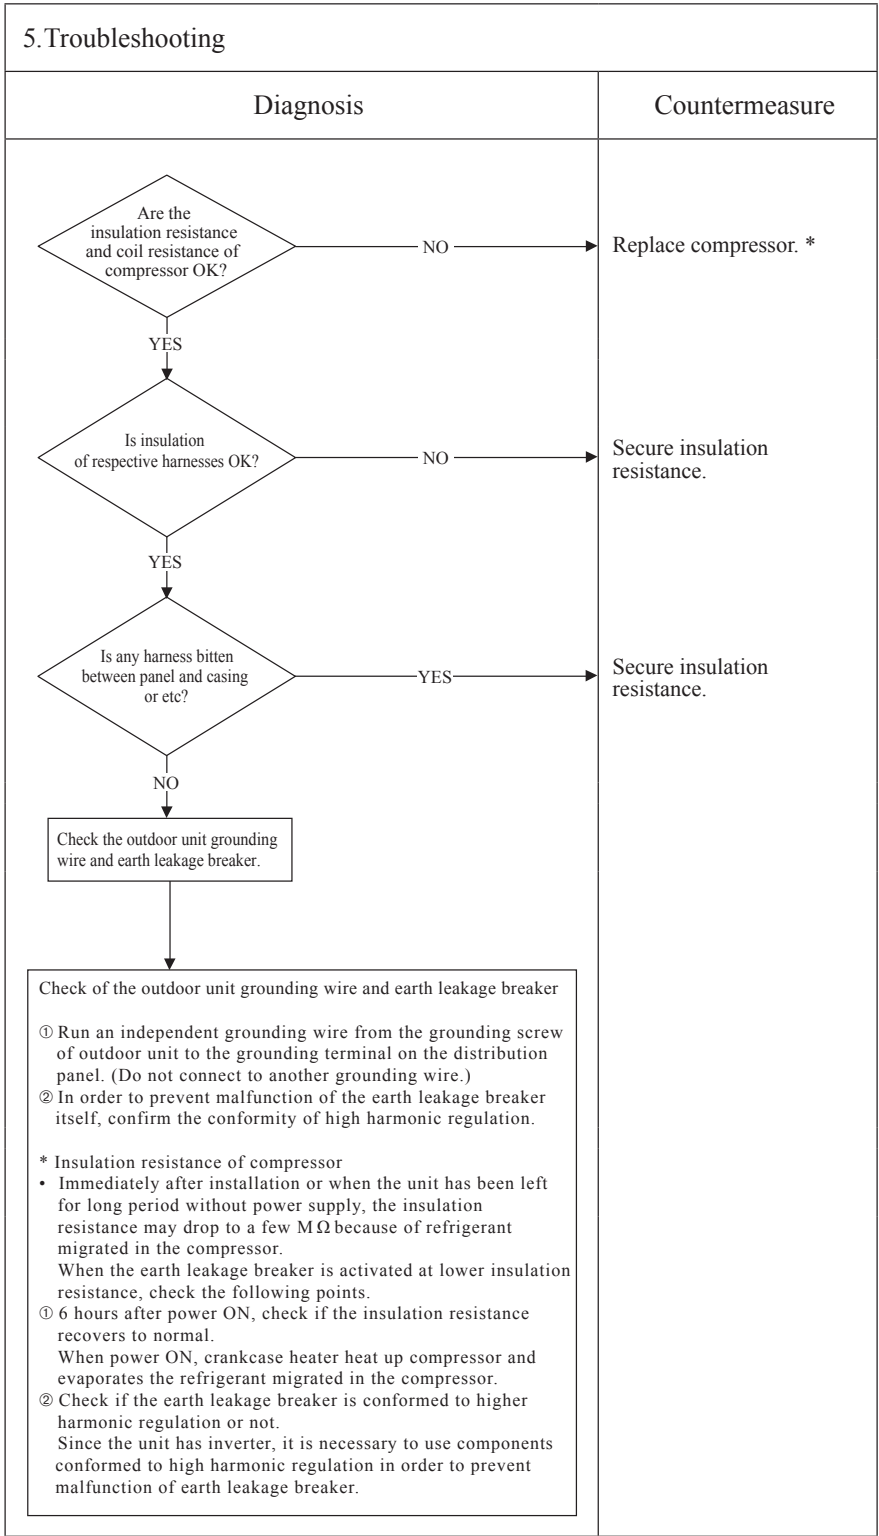 5.Troubleshooting
Diagnosis
Countermeasure
Are the
insulation resistance
and coil resistance of
compressor OK?
NO
Replace compressor. *
YES
Is insulation
of respective harnesses OK?
NO
Secure insulation
resistance.
YES
Is any harness bitten
between panel and casing
or etc?
YES
Secure insulation
resistance.
NO
Check the outdoor unit grounding
wire and earth leakage breaker.
Check of the outdoor unit grounding wire and earth leakage breaker
① Run an independent grounding wire from the grounding screw
of outdoor unit to the grounding terminal on the distribution
panel. (Do not connect to another grounding wire.)
② In order to prevent malfunction of the earth leakage breaker
itself, confirm the conformity of high harmonic regulation.
* Insulation resistance of compressor
• Immediately after installation or when the unit has been left
for long period without power supply, the insulation
resistance may drop to a few MΩ because of refrigerant
migrated in the compressor.
When the earth leakage breaker is activated at lower insulation
resistance, check the following points.
① 6 hours after power ON, check if the insulation resistance
recovers to normal.
When power ON, crankcase heater heat up compressor and
evaporates the refrigerant migrated in the compressor.
② Check if the earth leakage breaker is conformed to higher
harmonic regulation or not.
Since the unit has inverter, it is necessary to use components
conformed to high harmonic regulation in order to prevent
malfunction of earth leakage breaker.